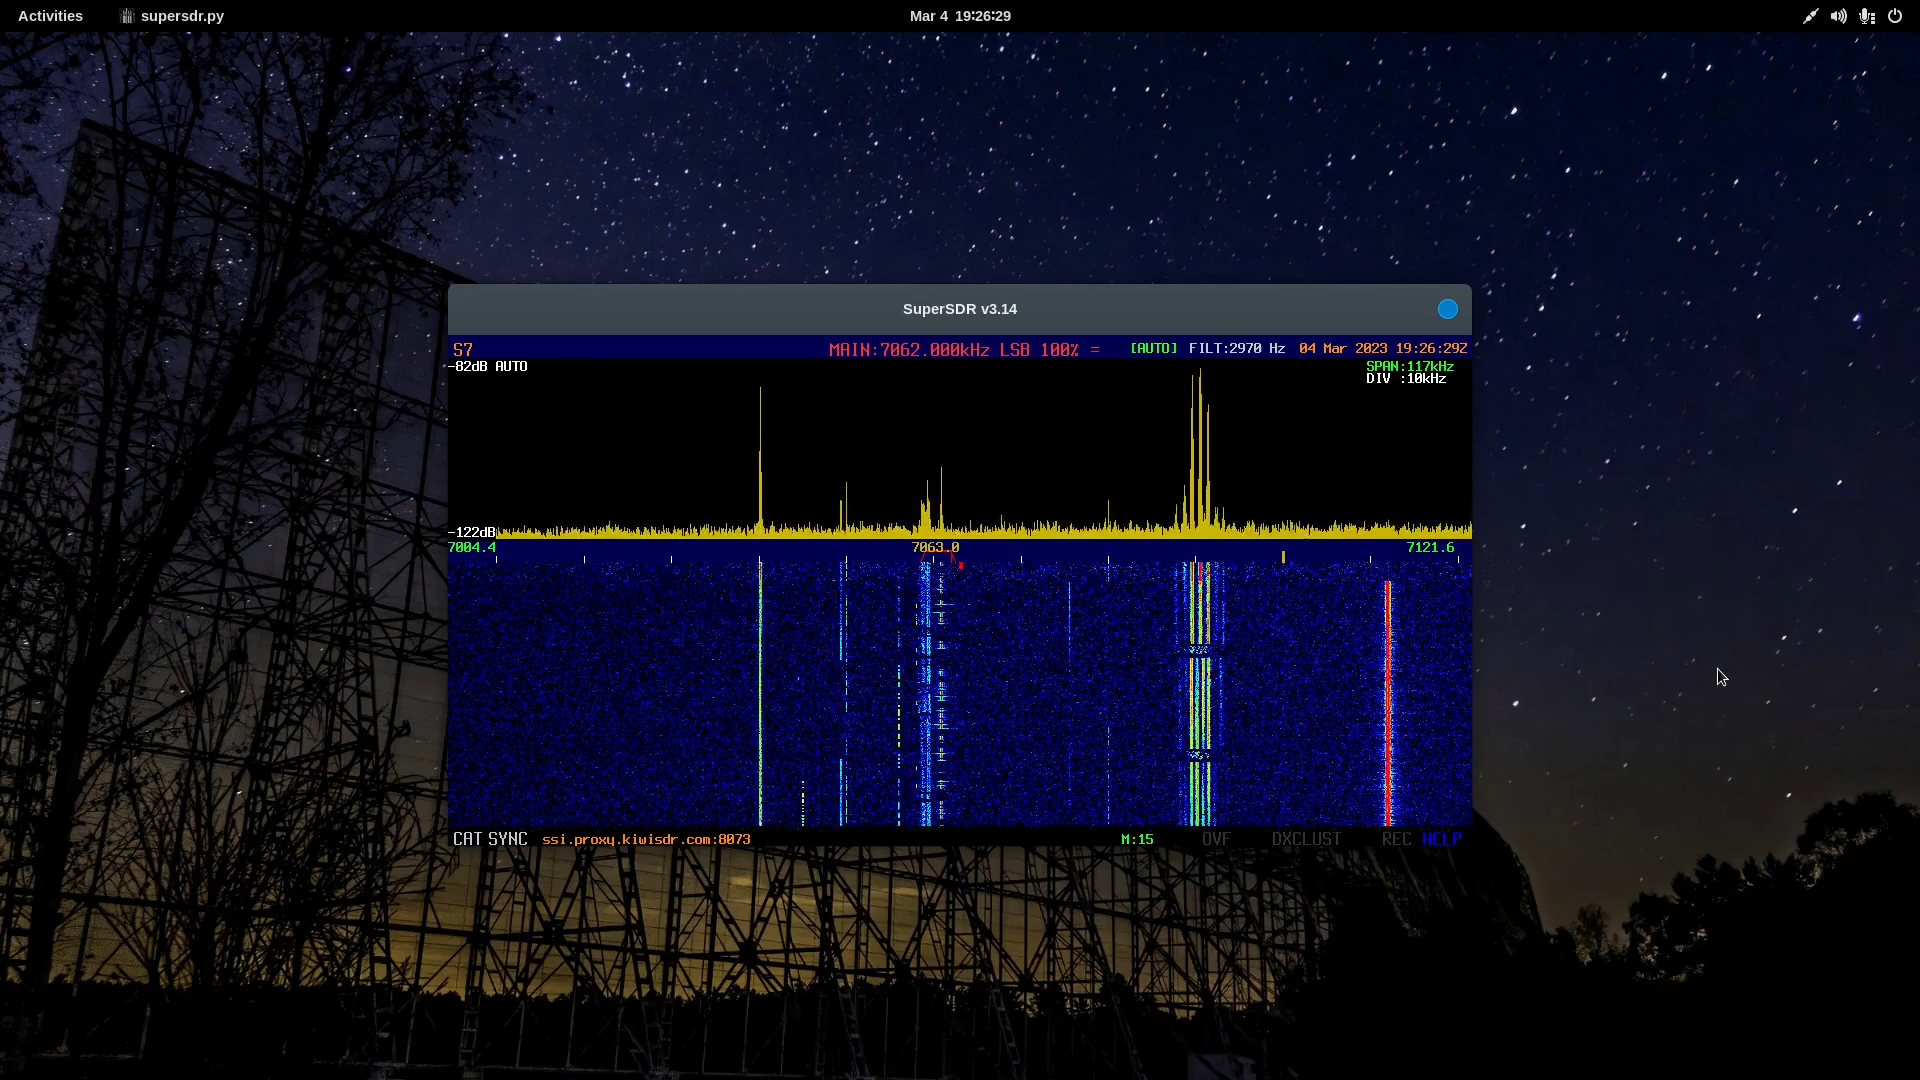 Activities supersdr.py Mar 4 19:26:29
SuperSDR v3.14
S7 MAIN:7062.000kHz LSB 100% = [AUTO] FILT:2970 Hz 04 Mar 2023 19:26:29Z
-82dB AUTO SPAN:117kHz
DIV :10kHz
-122dB
7004.4 7063.0 7121.6
CAT SYNC ssi.proxy.kiwisdr.com:8073 M:15 OVF DXCLUST REC HELP